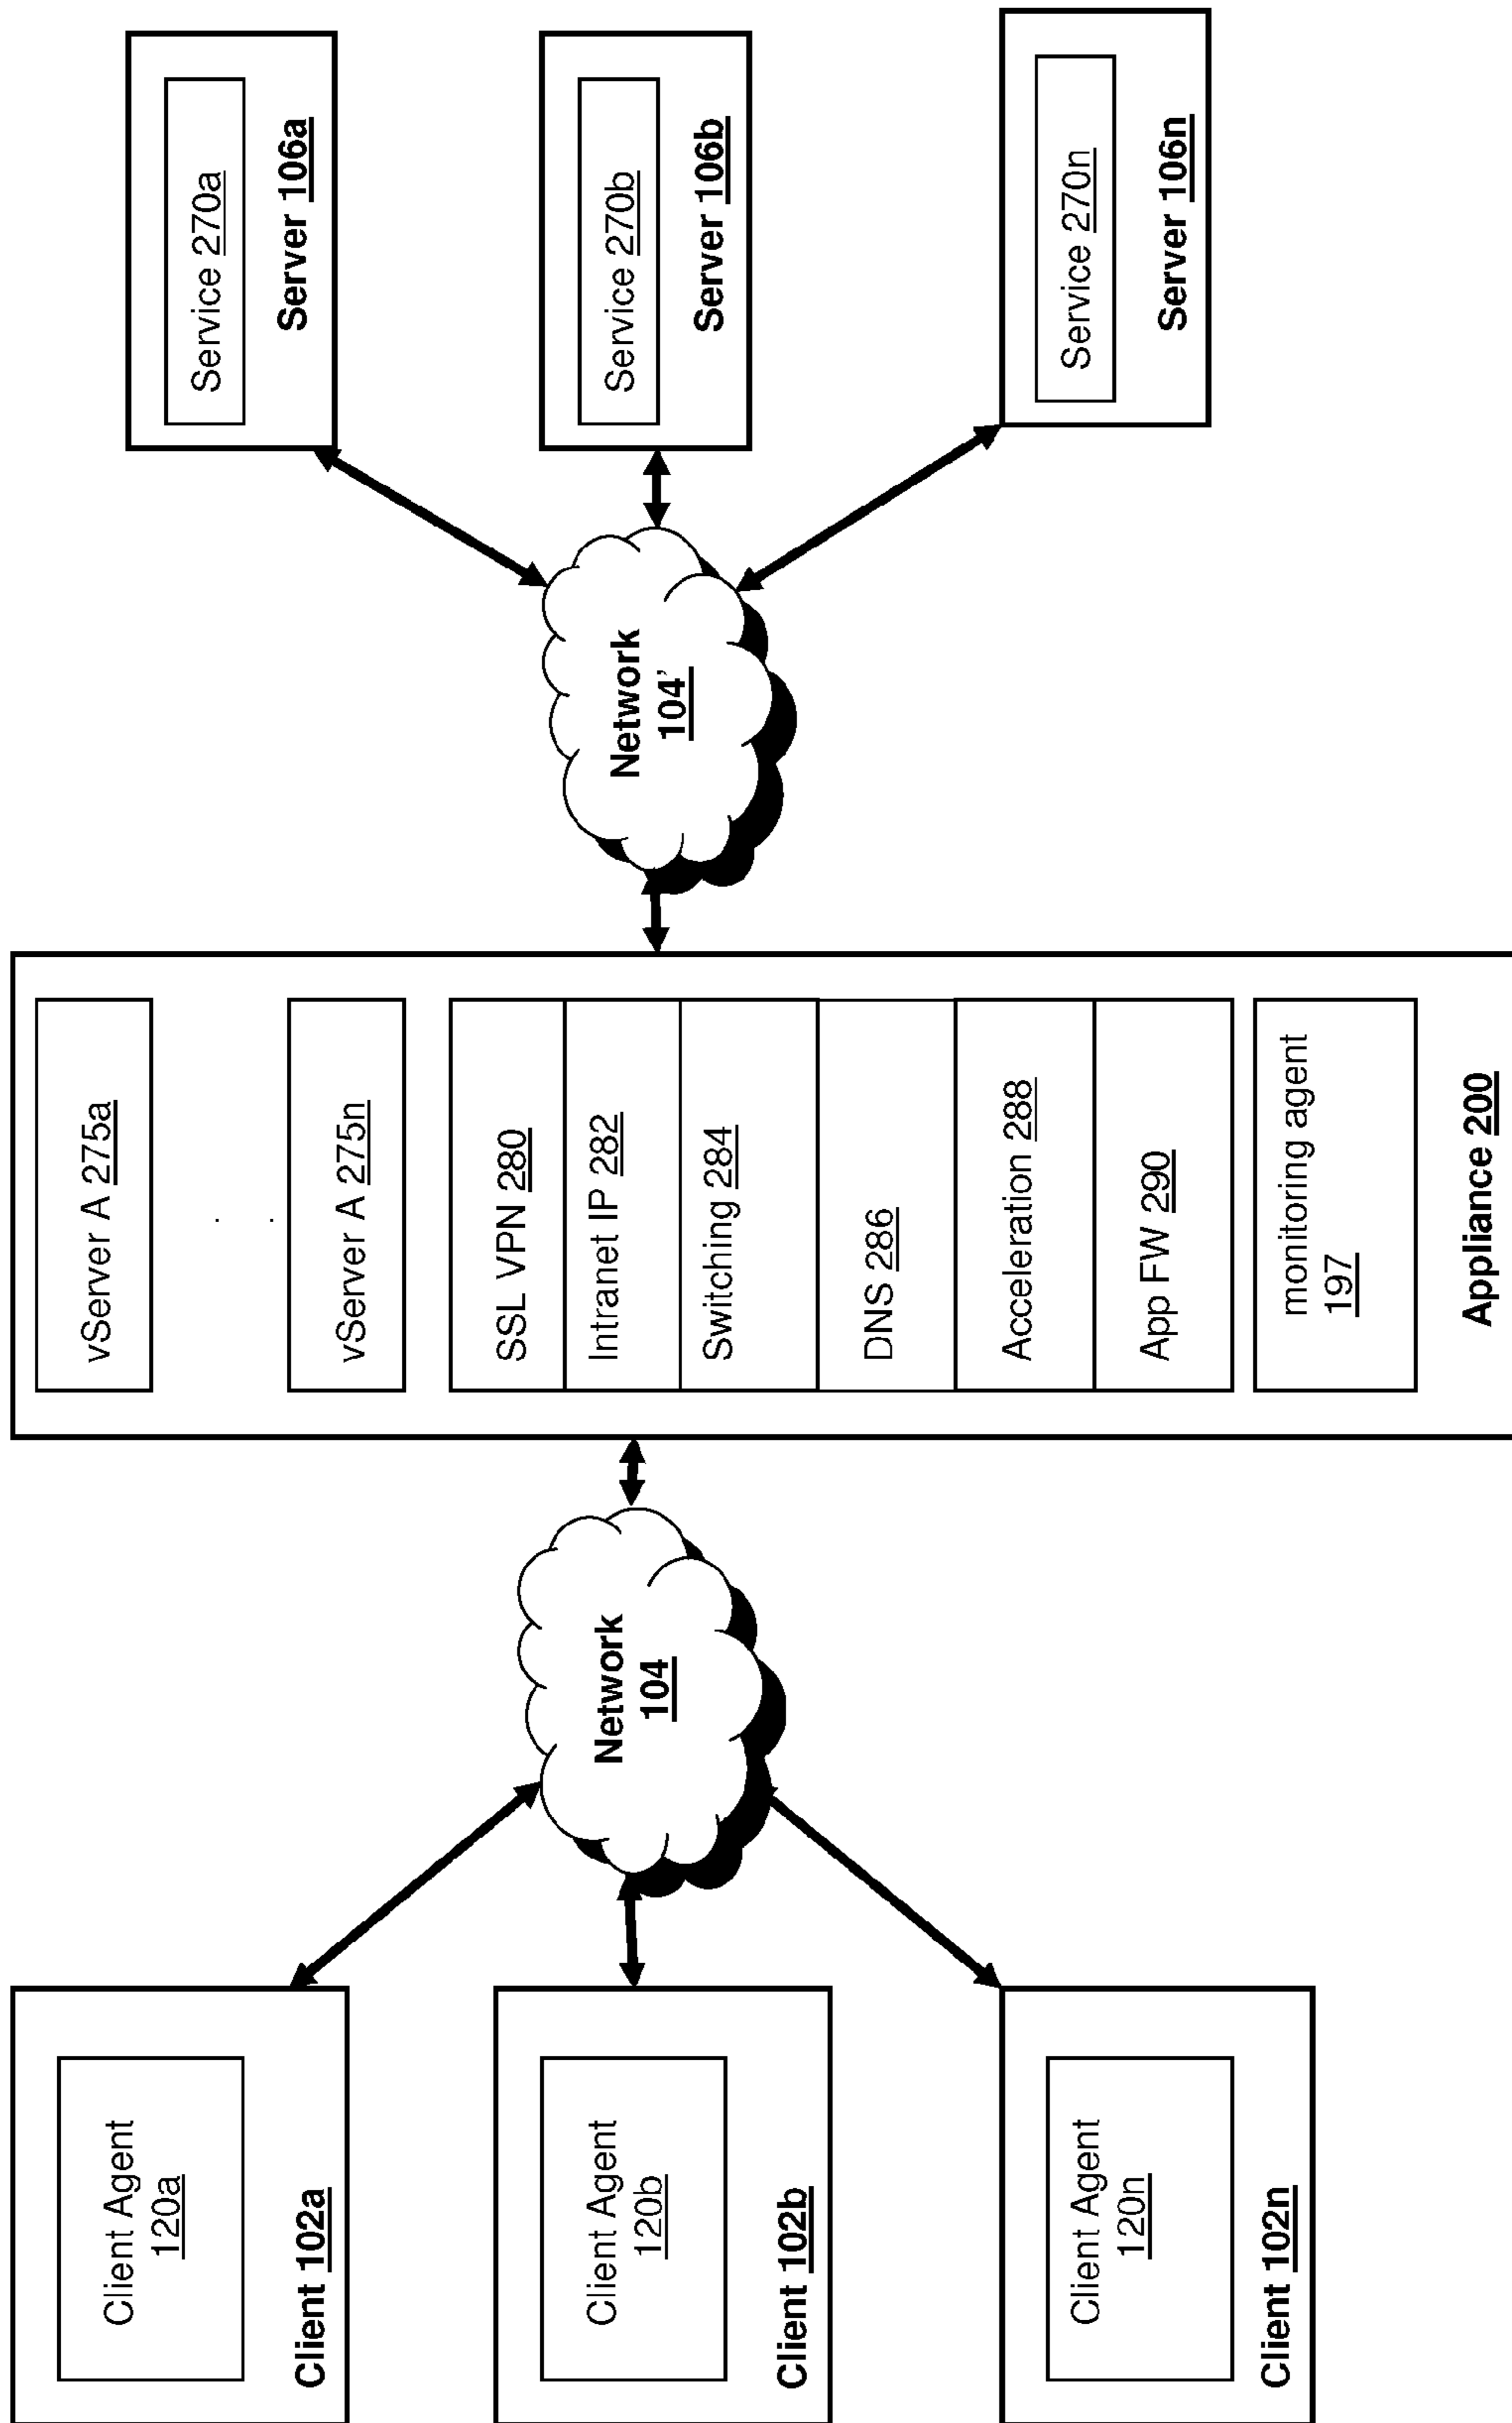 Client Agent
120a
Client 102a
Client Agent
120b
Client 102b
Client Agent
120n
Client 102n
Network
104
vServer A 275a
vServer A 275n
SSL VPN 280
Intranet IP 282
Switching 284
DNS 286
Acceleration 288
App FW 290
monitoring agent
197
Appliance 200
Network
104'
Service 270a
Server 106a
Service 270b
Server 106b
Service 270n
Server 106n